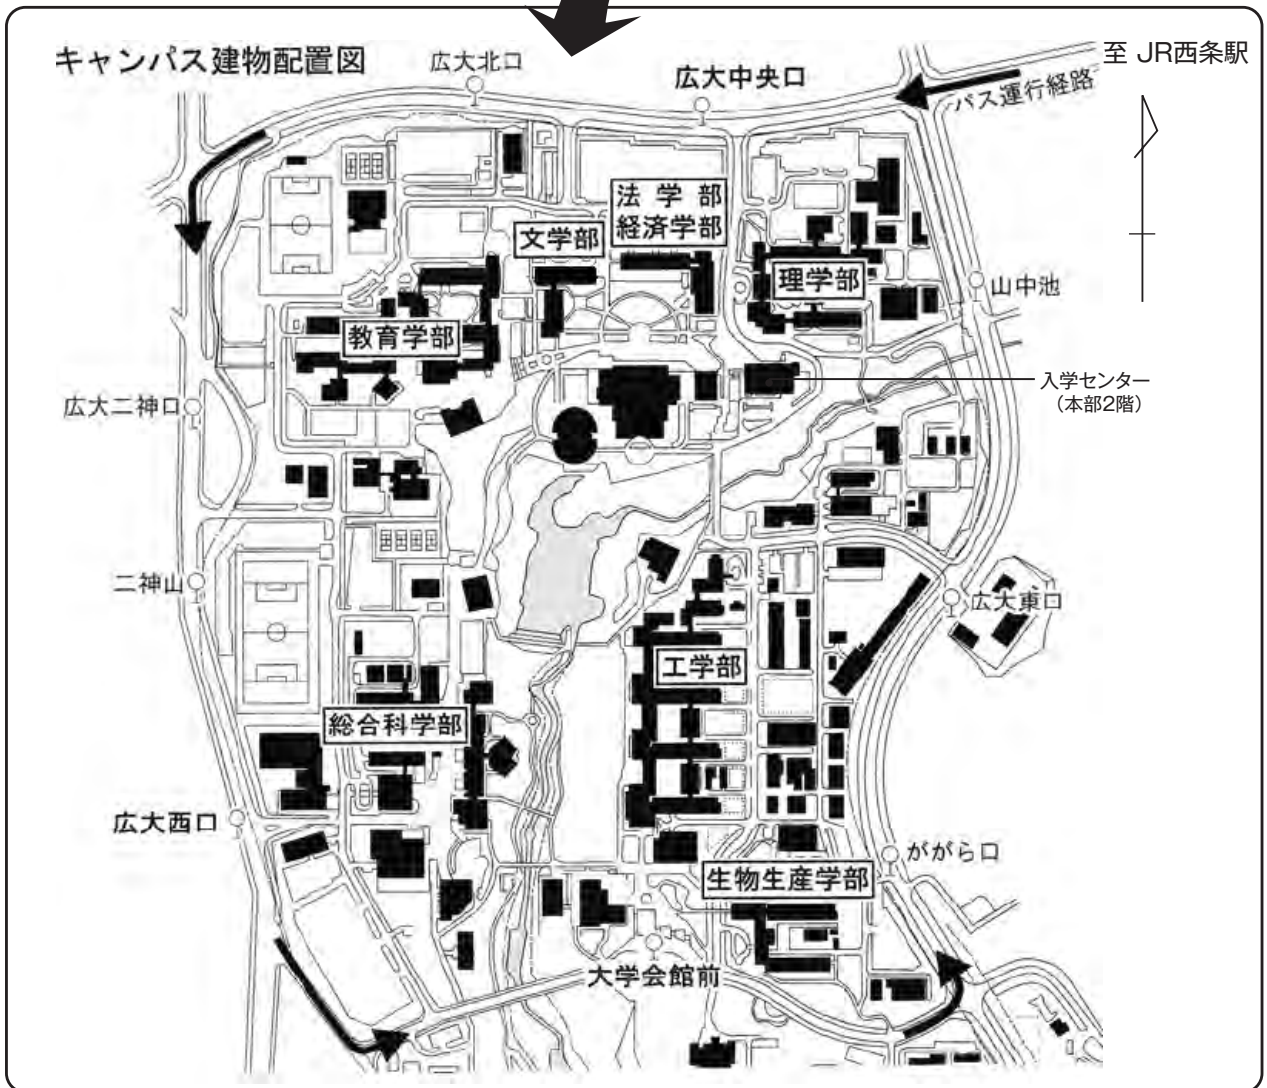 キャンパス建物配置図
広大北口
広大中央口
至 JR西条駅
バス運行経路
法学部
経済学部
文学部
理学部
山中池
教育学部
入学センター
（本部2階）
広大二神口
二神山
広大東口
工学部
総合科学部
広大西口
ががら口
生物生産学部
大学会館前